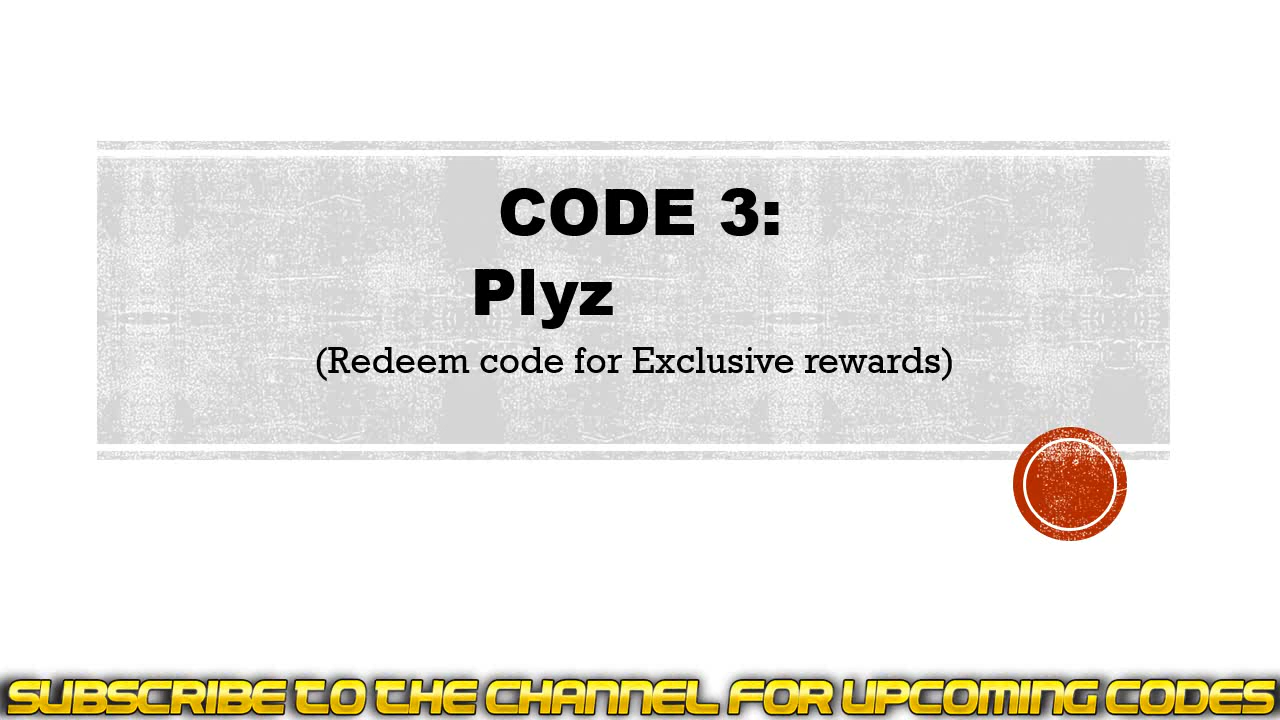 CODE 3:
Plyz
(Redeem code for Exclusive rewards)
SUBSCRIBE TO THE CHANNEL FOR UPCOMING CODES